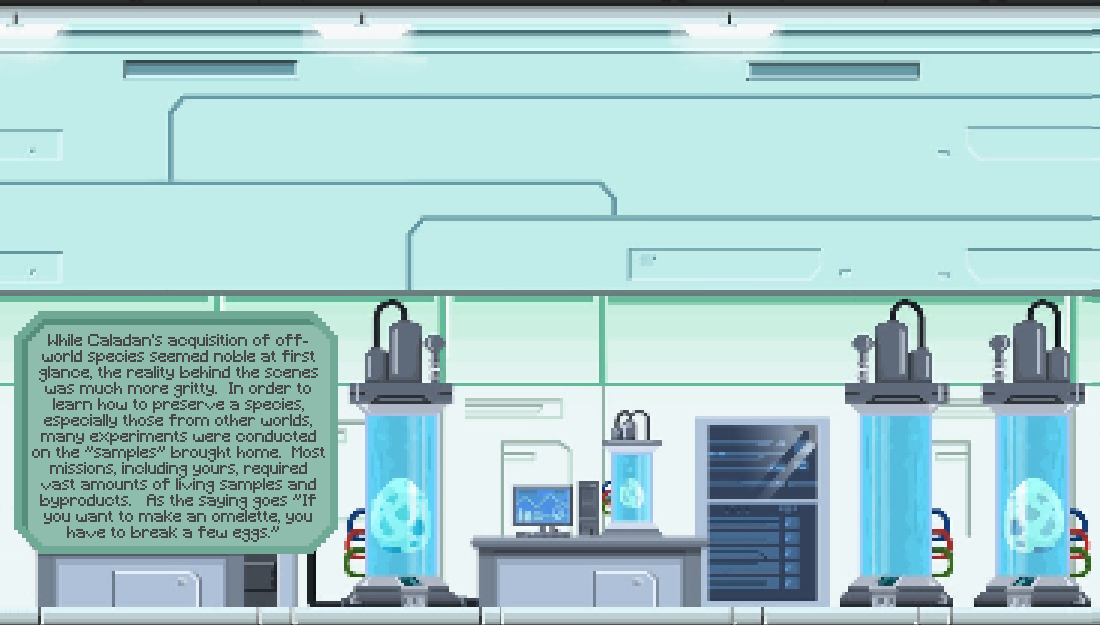 While Caladan's acquisition of off-
world species seemed noble at first
glance, the reality behind the scenes
was much more gritty.  In order to
learn how to preserve a species,
especially those from other worlds,
many experiments were conducted
on the "samples" brought home.  Most
missions, including yours, required
vast amounts of living samples and
byproducts.   As the saying goes "If
you want to make an omelette, you
have to break a few eggs."